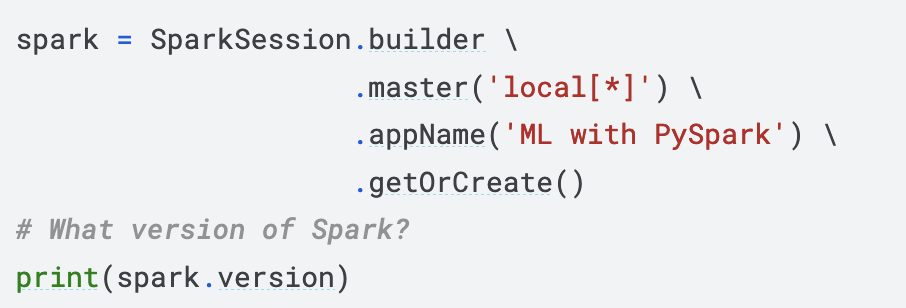 spark = SparkSession.builder \
.master('local[*]') \
.appName('ML with PySpark') \
.getOrCreate()
# What version of Spark?
print(spark.version)